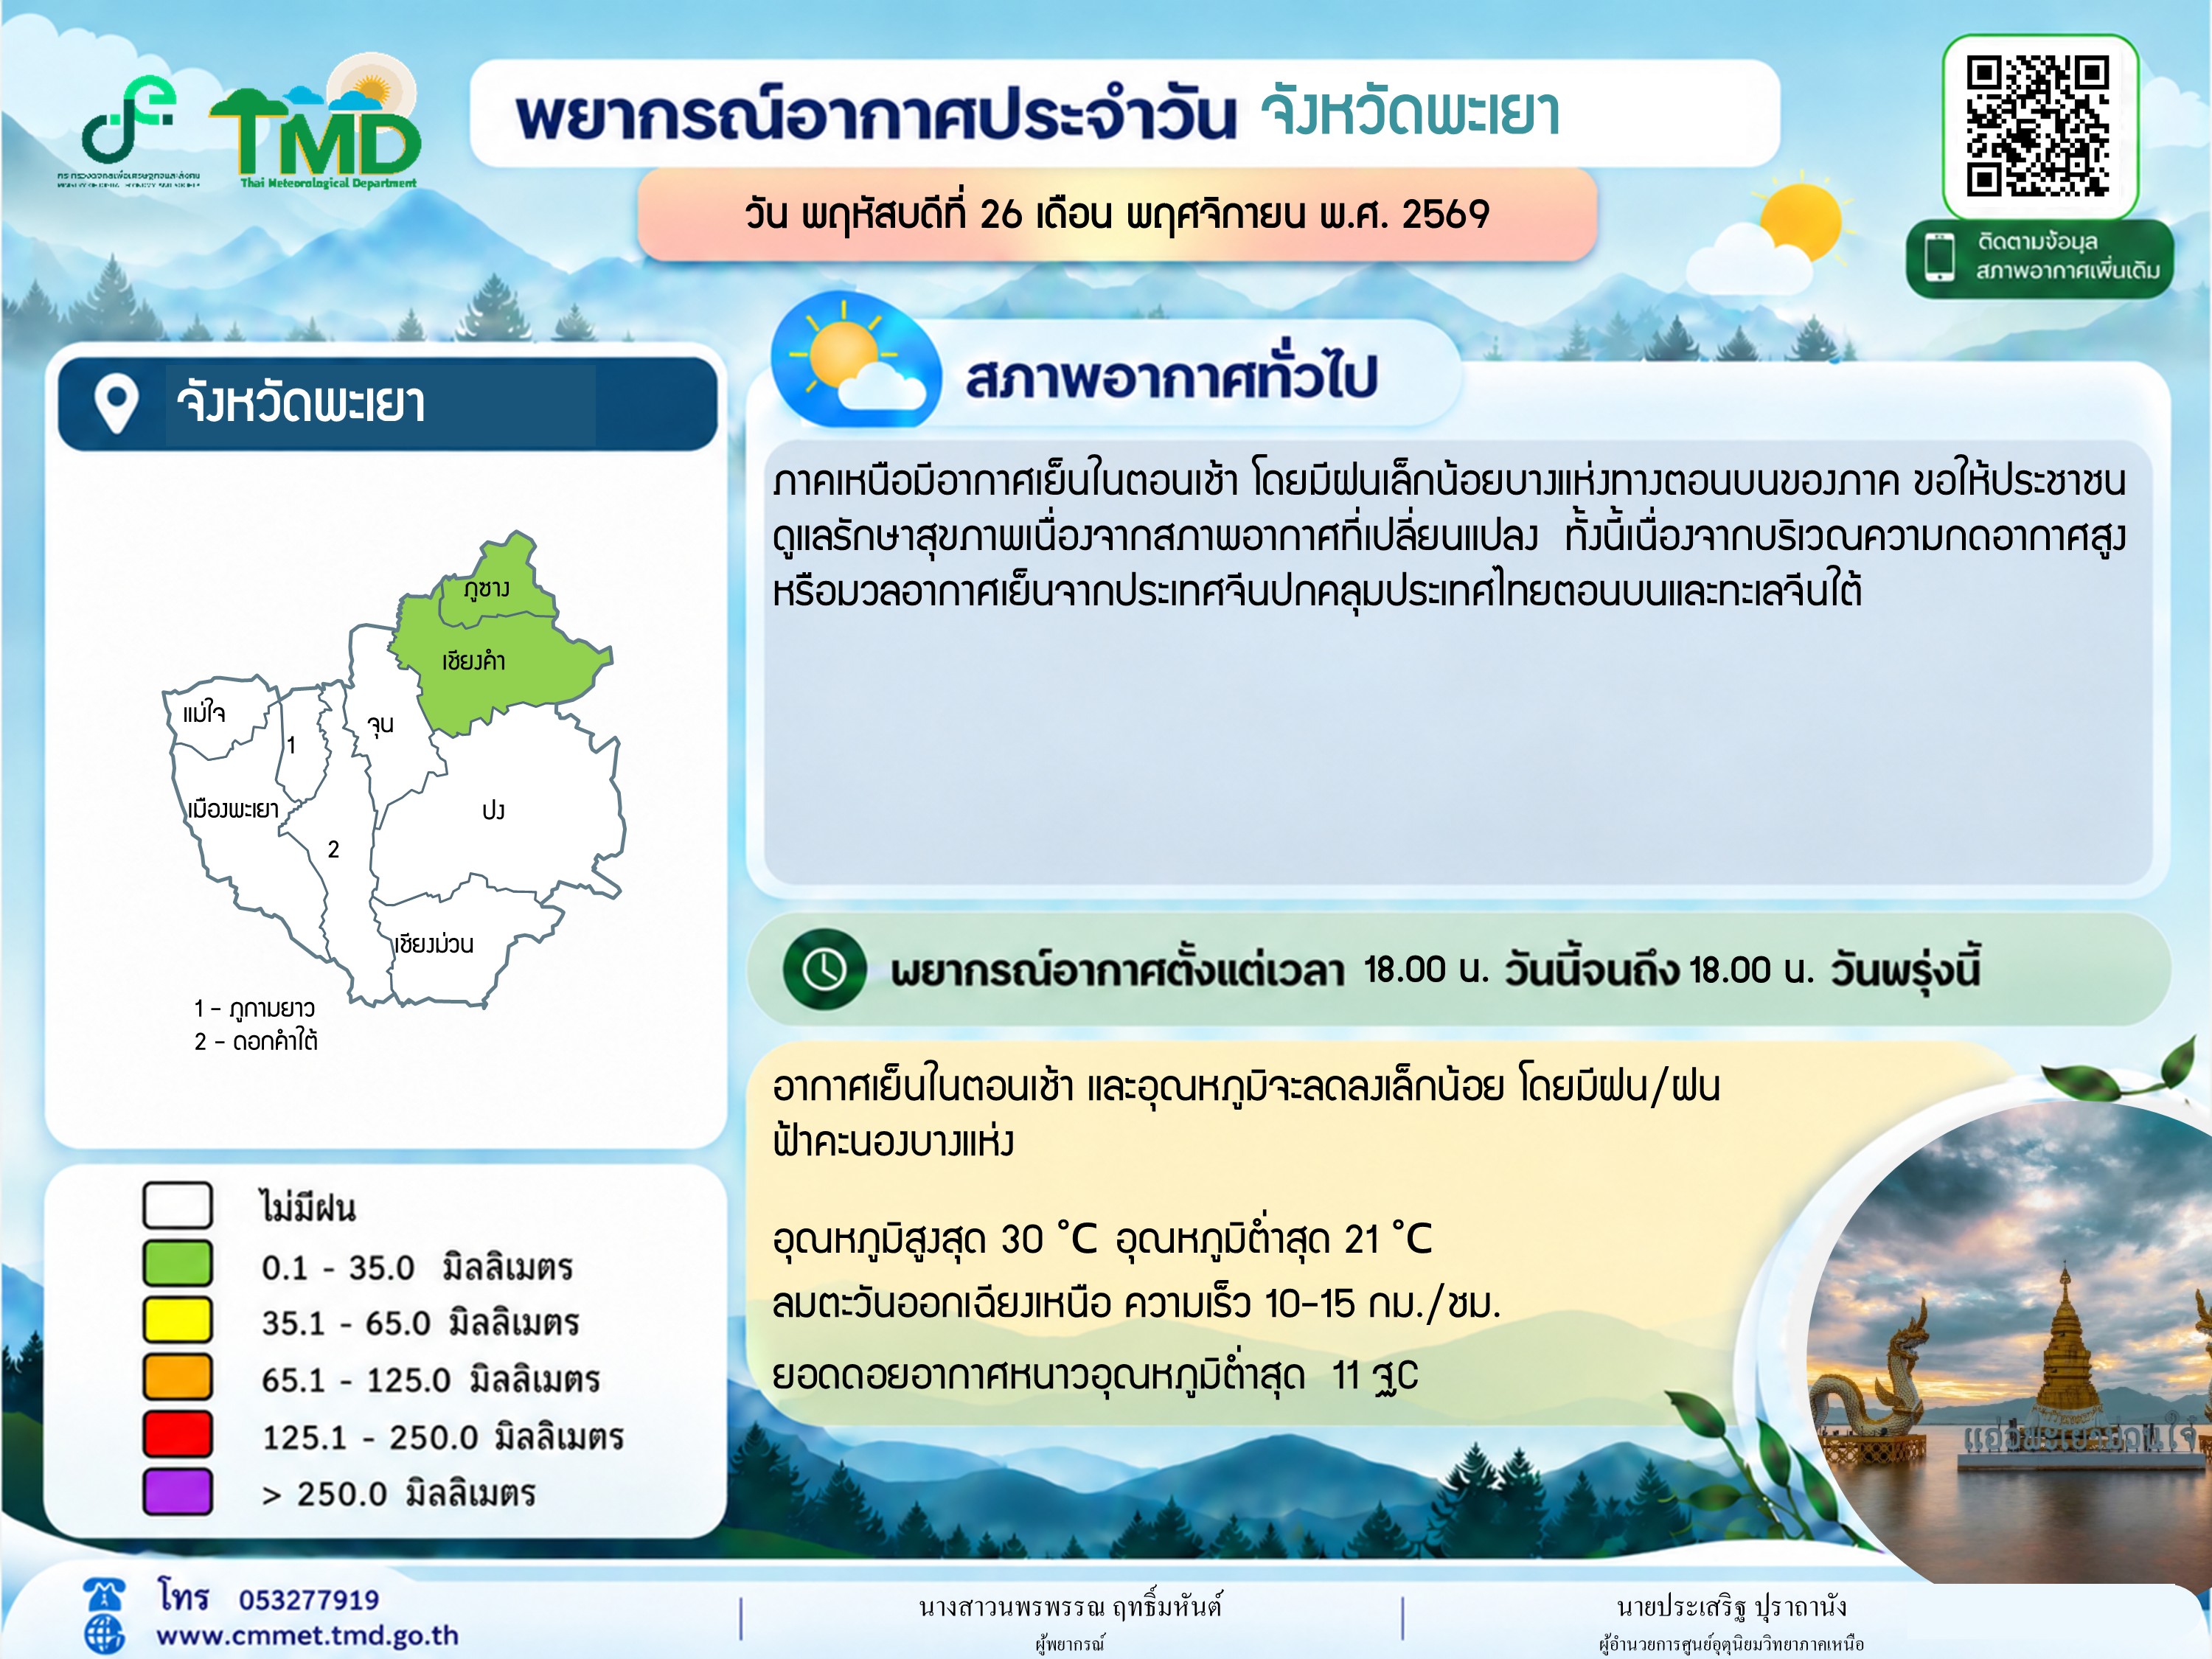 TMD
Thai Meteorological Department
พยากรณ์อากาศประจำวัน จังหวัดพะเยา
วัน พฤหัสบดีที่ 26 เดือน พฤศจิกายน พ.ศ. 2569
ติดตามข้อมูล
สภาพอากาศเพิ่มเติม
จังหวัดพะเยา
ภูซาง
เชียงคำ
แม่ใจ
1
จุน
เมืองพะเยา
ปง
2
เชียงม่วน
1 - ภูกามยาว
2 - ดอกคำใต้
ไม่มีฝน
0.1 - 35.0 มิลลิเมตร
35.1 - 65.0 มิลลิเมตร
65.1 - 125.0 มิลลิเมตร
125.1 - 250.0 มิลลิเมตร
> 250.0 มิลลิเมตร
สภาพอากาศทั่วไป
ภาคเหนือมีอากาศเย็นในตอนเช้า โดยมีฝนเล็กน้อยบางแห่งทางตอนบนของภาค ขอให้ประชาชน
ดูแลรักษาสุขภาพเนื่องจากสภาพอากาศที่เปลี่ยนแปลง ทั้งนี้เนื่องจากบริเวณความกดอากาศสูง
หรือมวลอากาศเย็นจากประเทศจีนปกคลุมประเทศไทยตอนบนและทะเลจีนใต้
พยากรณ์อากาศตั้งแต่เวลา 18.00 น. วันนี้จนถึง 18.00 น. วันพรุ่งนี้
อากาศเย็นในตอนเช้า และอุณหภูมิจะลดลงเล็กน้อย โดยมีฝน/ฝน
ฟ้าคะนองบางแห่ง
อุณหภูมิสูงสุด 30 °C อุณหภูมิต่ำสุด 21 °C
ลมตะวันออกเฉียงเหนือ ความเร็ว 10-15 กม./ชม.
ยอดดอยอากาศหนาวอุณหภูมิต่ำสุด 11 ฐC
โทร 053277919
www.cmmet.tmd.go.th
นางสาวนพรพรรณ ฤทธิ์มหันต์
ผู้พยากรณ์
นายประเสริฐ ปุราถานัง
ผู้อำนวยการศูนย์อุตุนิยมวิทยาภาคเหนือ